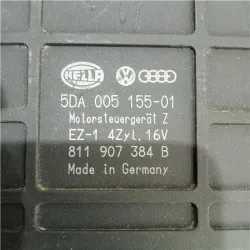 HELLA
5DA 005 155-01
Motorsteuergerät Z
EZ-1 4Zyl. 16V
811 907 384 B
Made in Germany